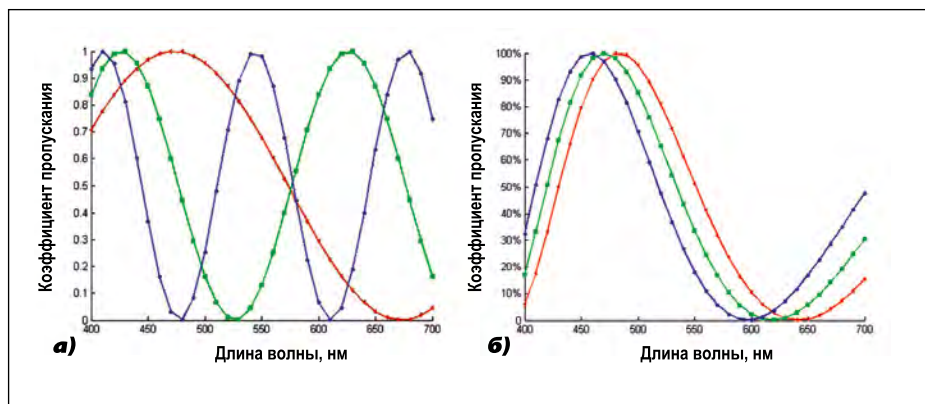 Коэффициент пропускания
1
0.9
0.8
0.7
0.6
0.5
0.4
0.3
0.2
0.1
0
400 450 500 550 600 650 700
Длина волны, нм
а)
Коэффициент пропускания
100%
90%
80%
70%
60%
50%
40%
30%
20%
10%
0
400 450 500 550 600 650 700
Длина волны, нм
б)